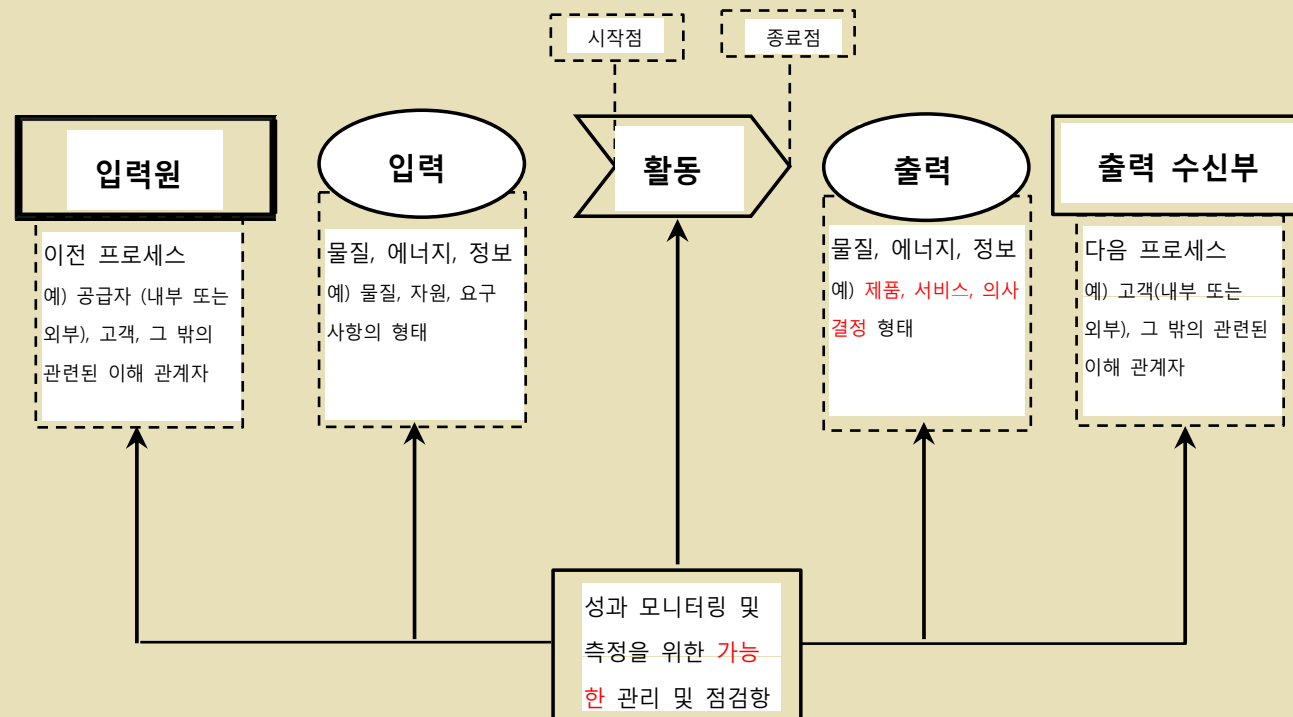 시작점
종료점
입력원
입력
활동
출력
출력 수신부
이전 프로세스
예) 공급자 (내부 또는
외부), 고객, 그 밖의
관련된 이해 관계자
물질, 에너지, 정보
예) 물질, 자원, 요구
사항의 형태
물질, 에너지, 정보
예) 제품, 서비스, 의사
결정 형태
다음 프로세스
예) 고객(내부 또는
외부), 그 밖의 관련된
이해 관계자
성과 모니터링 및
측정을 위한 가능
한 관리 및 점검항